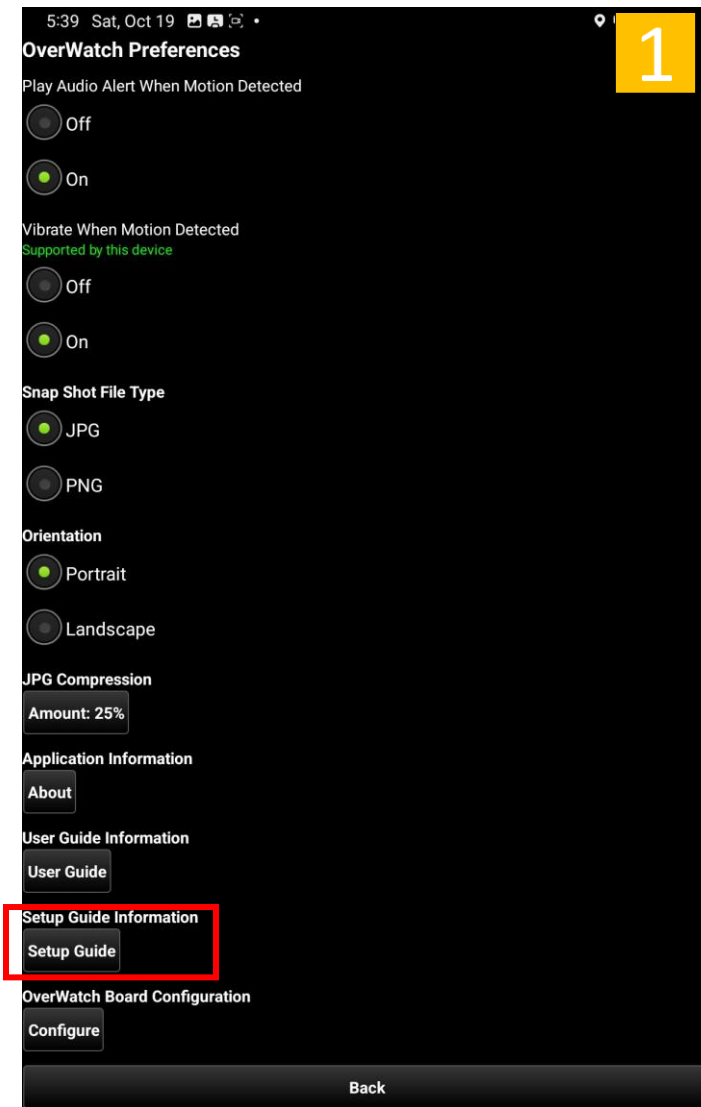 5:39 Sat, Oct 19
1
OverWatch Preferences
Play Audio Alert When Motion Detected
Off
On
Vibrate When Motion Detected
Supported by this device
Off
On
Snap Shot File Type
JPG
PNG
Orientation
Portrait
Landscape
JPG Compression
Amount: 25%
Application Information
About
User Guide Information
User Guide
Setup Guide Information
Setup Guide
OverWatch Board Configuration
Configure
Back